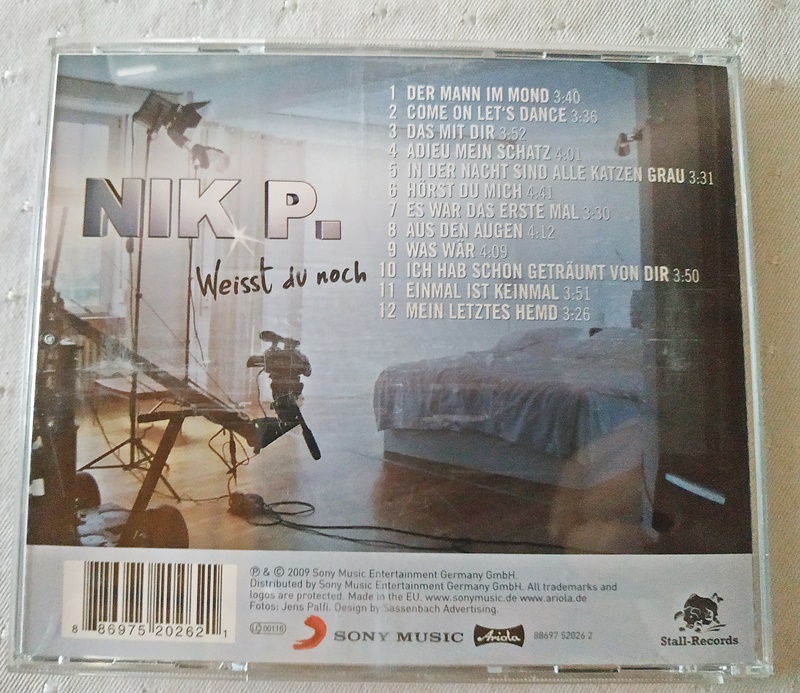 NIK P.
Weisst du noch
1 DER MANN IM MOND 3:40
2 COME ON LET'S DANCE 3:36
3 DAS MIT DIR 3:52
4 ADIEU MEIN SCHATZ 4:01
5 IN DER NACHT SIND ALLE KATZEN GRAU 3:31
6 HÖRST DU MICH 4:41
7 ES WAR DAS ERSTE MAL 3:30
8 AUS DEN AUGEN 4:12
9 WAS WÄR 4:09
10 ICH HAB SCHON GETRÄUMT VON DIR 3:50
11 EINMAL IST KEINMAL 3:51
12 MEIN LETZTES HEMD 3:26
8 86975 20262 1
℗ & © 2009 Sony Music Entertainment Germany GmbH.
Distributed by Sony Music Entertainment Germany GmbH. All trademarks and
logos are protected. Made in the EU. www.sonymusic.de www.ariola.de
Fotos: Jens Palfi. Design by Sassenbach Advertising.
LC 00116
SONY MUSIC
Ariola
88697 52026 2
Stall-Records